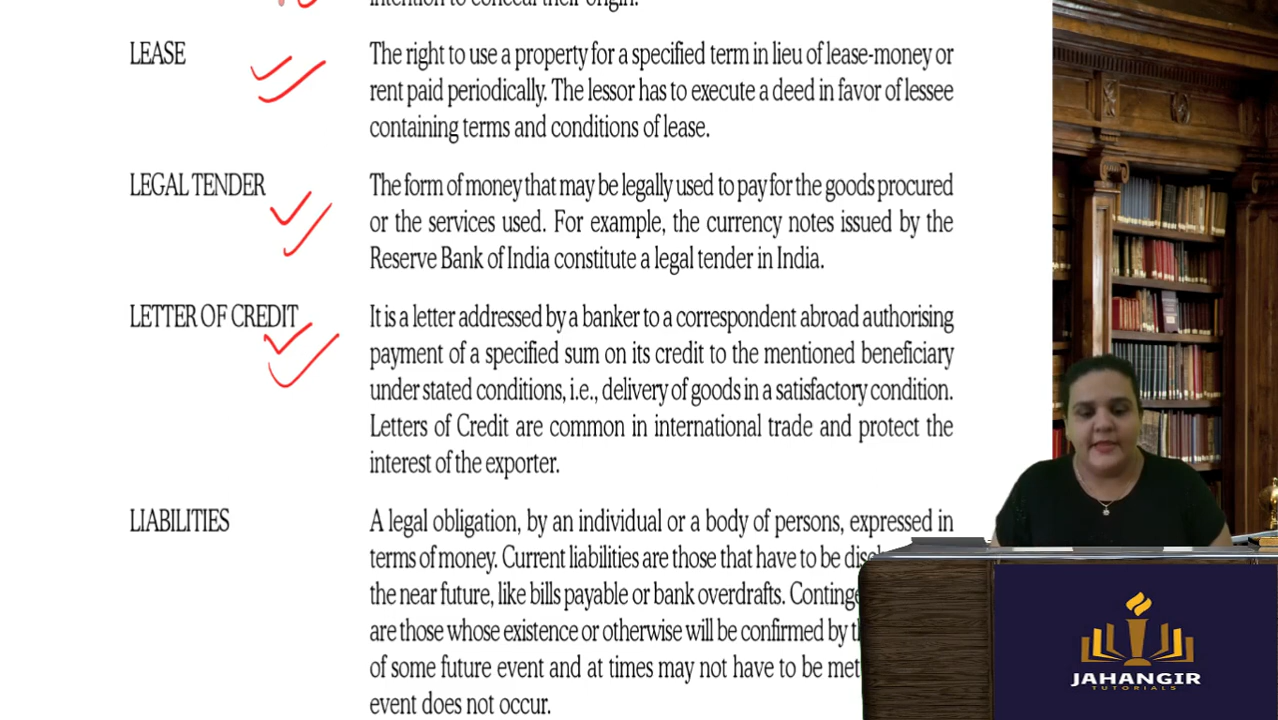 intention to conceal their origin.
LEASE
The right to use a property for a specified term in lieu of lease-money or
rent paid periodically. The lessor has to execute a deed in favor of lessee
containing terms and conditions of lease.
LEGAL TENDER
The form of money that may be legally used to pay for the goods procured
or the services used. For example, the currency notes issued by the
Reserve Bank of India constitute a legal tender in India.
LETTER OF CREDIT
It is a letter addressed by a banker to a correspondent abroad authorising
payment of a specified sum on its credit to the mentioned beneficiary
under stated conditions, i.e., delivery of goods in a satisfactory condition.
Letters of Credit are common in international trade and protect the
interest of the exporter.
LIABILITIES
A legal obligation, by an individual or a body of persons, expressed in
terms of money. Current liabilities are those that have to be
the near future, like bills payable or bank overdrafts.
are those whose existence or otherwise will be confirmed by
of some future event and at times may not have to be met
event does not occur.
JAHANGIR
TUTORIALS